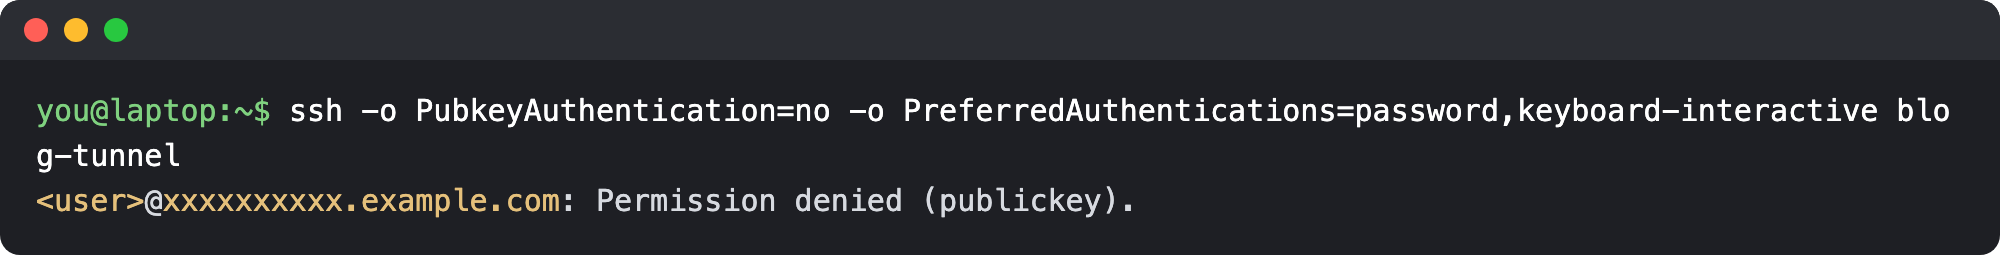 you@laptop:~$ ssh -o PubkeyAuthentication=no -o PreferredAuthentications=password,keyboard-interactive blo
g-tunnel
<user>@xxxxxxxxxx.example.com: Permission denied (publickey).